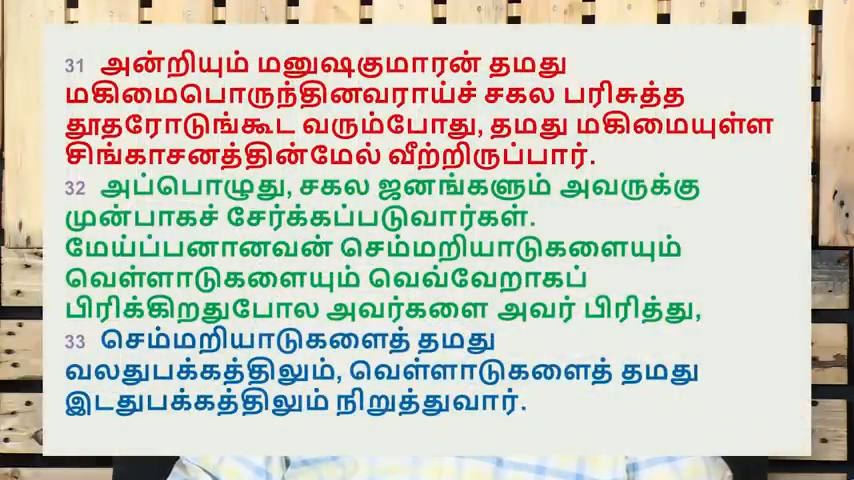 31 அன்றியும் மனுஷகுமாரன் தமது
மகிமைபொருந்தினவராய்ச் சகல பரிசுத்த
தூதரோடுங்கூட வரும்போது, தமது மகிமையுள்ள
சிங்காசனத்தின்மேல் வீற்றிருப்பார்.
32 அப்பொழுது, சகல ஜனங்களும் அவருக்கு
முன்பாகச் சேர்க்கப்படுவார்கள்.
மேய்ப்பனானவன் செம்மறியாடுகளையும்
வெள்ளாடுகளையும் வெவ்வேறாகப்
பிரிக்கிறதுபோல அவர்களை அவர் பிரித்து,
33 செம்மறியாடுகளைத் தமது
வலதுபக்கத்திலும், வெள்ளாடுகளைத் தமது
இடதுபக்கத்திலும் நிறுத்துவார்.